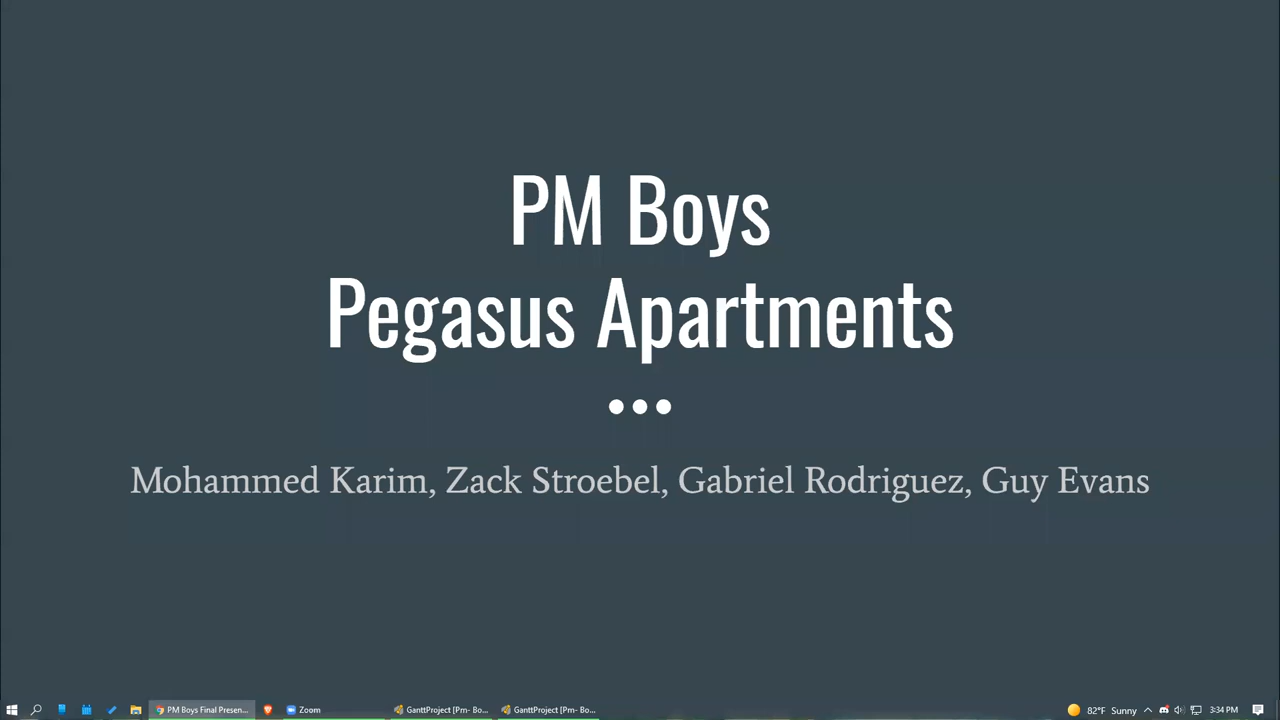 PM Boys
Pegasus Apartments
Mohammed Karim, Zack Stroebel, Gabriel Rodriguez, Guy Evans
PM Boys Final Presen...
Zoom
GanttProject [Pm- Bo...
GanttProject [Pm- Bo...
82°F Sunny
3:34 PM